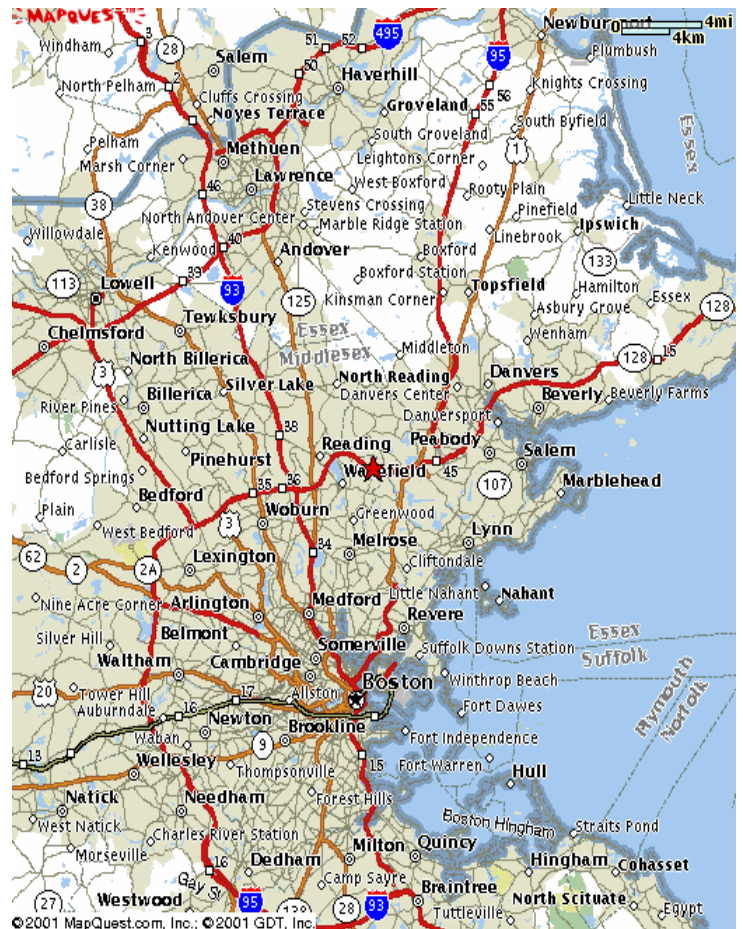 MAPQUEST
3
28
51
52
495
Newburyport
0 4mi
4km
Windham
Salem
50
95
Plumbush
North Pelham
2
Haverhill
Cluffs Crossing
Noyes Terrace
Groveland
55
56
Knights Crossing
South Byfield
Essex
Pelham
Marsh Corner
Methuen
South Groveland
Leightons Corner
1
38
46
Lawrence
West Boxford
Rooty Plain
Little Neck
Willowdale
North Andover Center
Stevens Crossing
Marble Ridge Station
Pinefield
Ipswich
Linebrook
Kenwood
40
Andover
Boxford
133
113
Lowell
39
93
125
Boxford Station
Kinsman Corner
Topsfield
Hamilton
Essex
128
Asbury Grove
Chelmsford
Tewksbury
Essex
Middlesex
Middleton
Wenham
128
15
3
North Billerica
Silver Lake
North Reading
Danvers Center
Danvers
Beverly
Beverly Farms
River Pines
Billerica
Danversport
Nutting Lake
38
Reading
Peabody
Carlisle
Pinehurst
Wakefield
45
Salem
Bedford Springs
35
36
107
Marblehead
Plain
Bedford
3
Woburn
Greenwood
West Bedford
34
Melrose
Lynn
62
2
2A
Lexington
Cliftondale
Nine Acre Corner
Arlington
Medford
Little Nahant
Nahant
Revere
Silver Hill
Belmont
Somerville
Essex
Suffolk
Waltham
Cambridge
Suffolk Downs Station
20
Tower Hill
Allston
Boston
Winthrop Beach
Plymouth
Norfolk
Auburndale
16
17
Newton
Brookline
Fort Dawes
13
Waban
9
Fort Independence
Wellesley
Thompsonville
15
Fort Warren
Hull
Natick
Needham
Forest Hills
West Natick
Charles River Station
Boston Hingham
Straits Pond
Morseville
16
Dedham
Milton
Quincy
Hingham
Cohasset
Gay St
Camp Sayre
27
Westwood
95
28
93
Braintree
North Scituate
Tuttleville
Egypt
©2001 MapQuest.com, Inc.; ©2001 GDT, Inc.